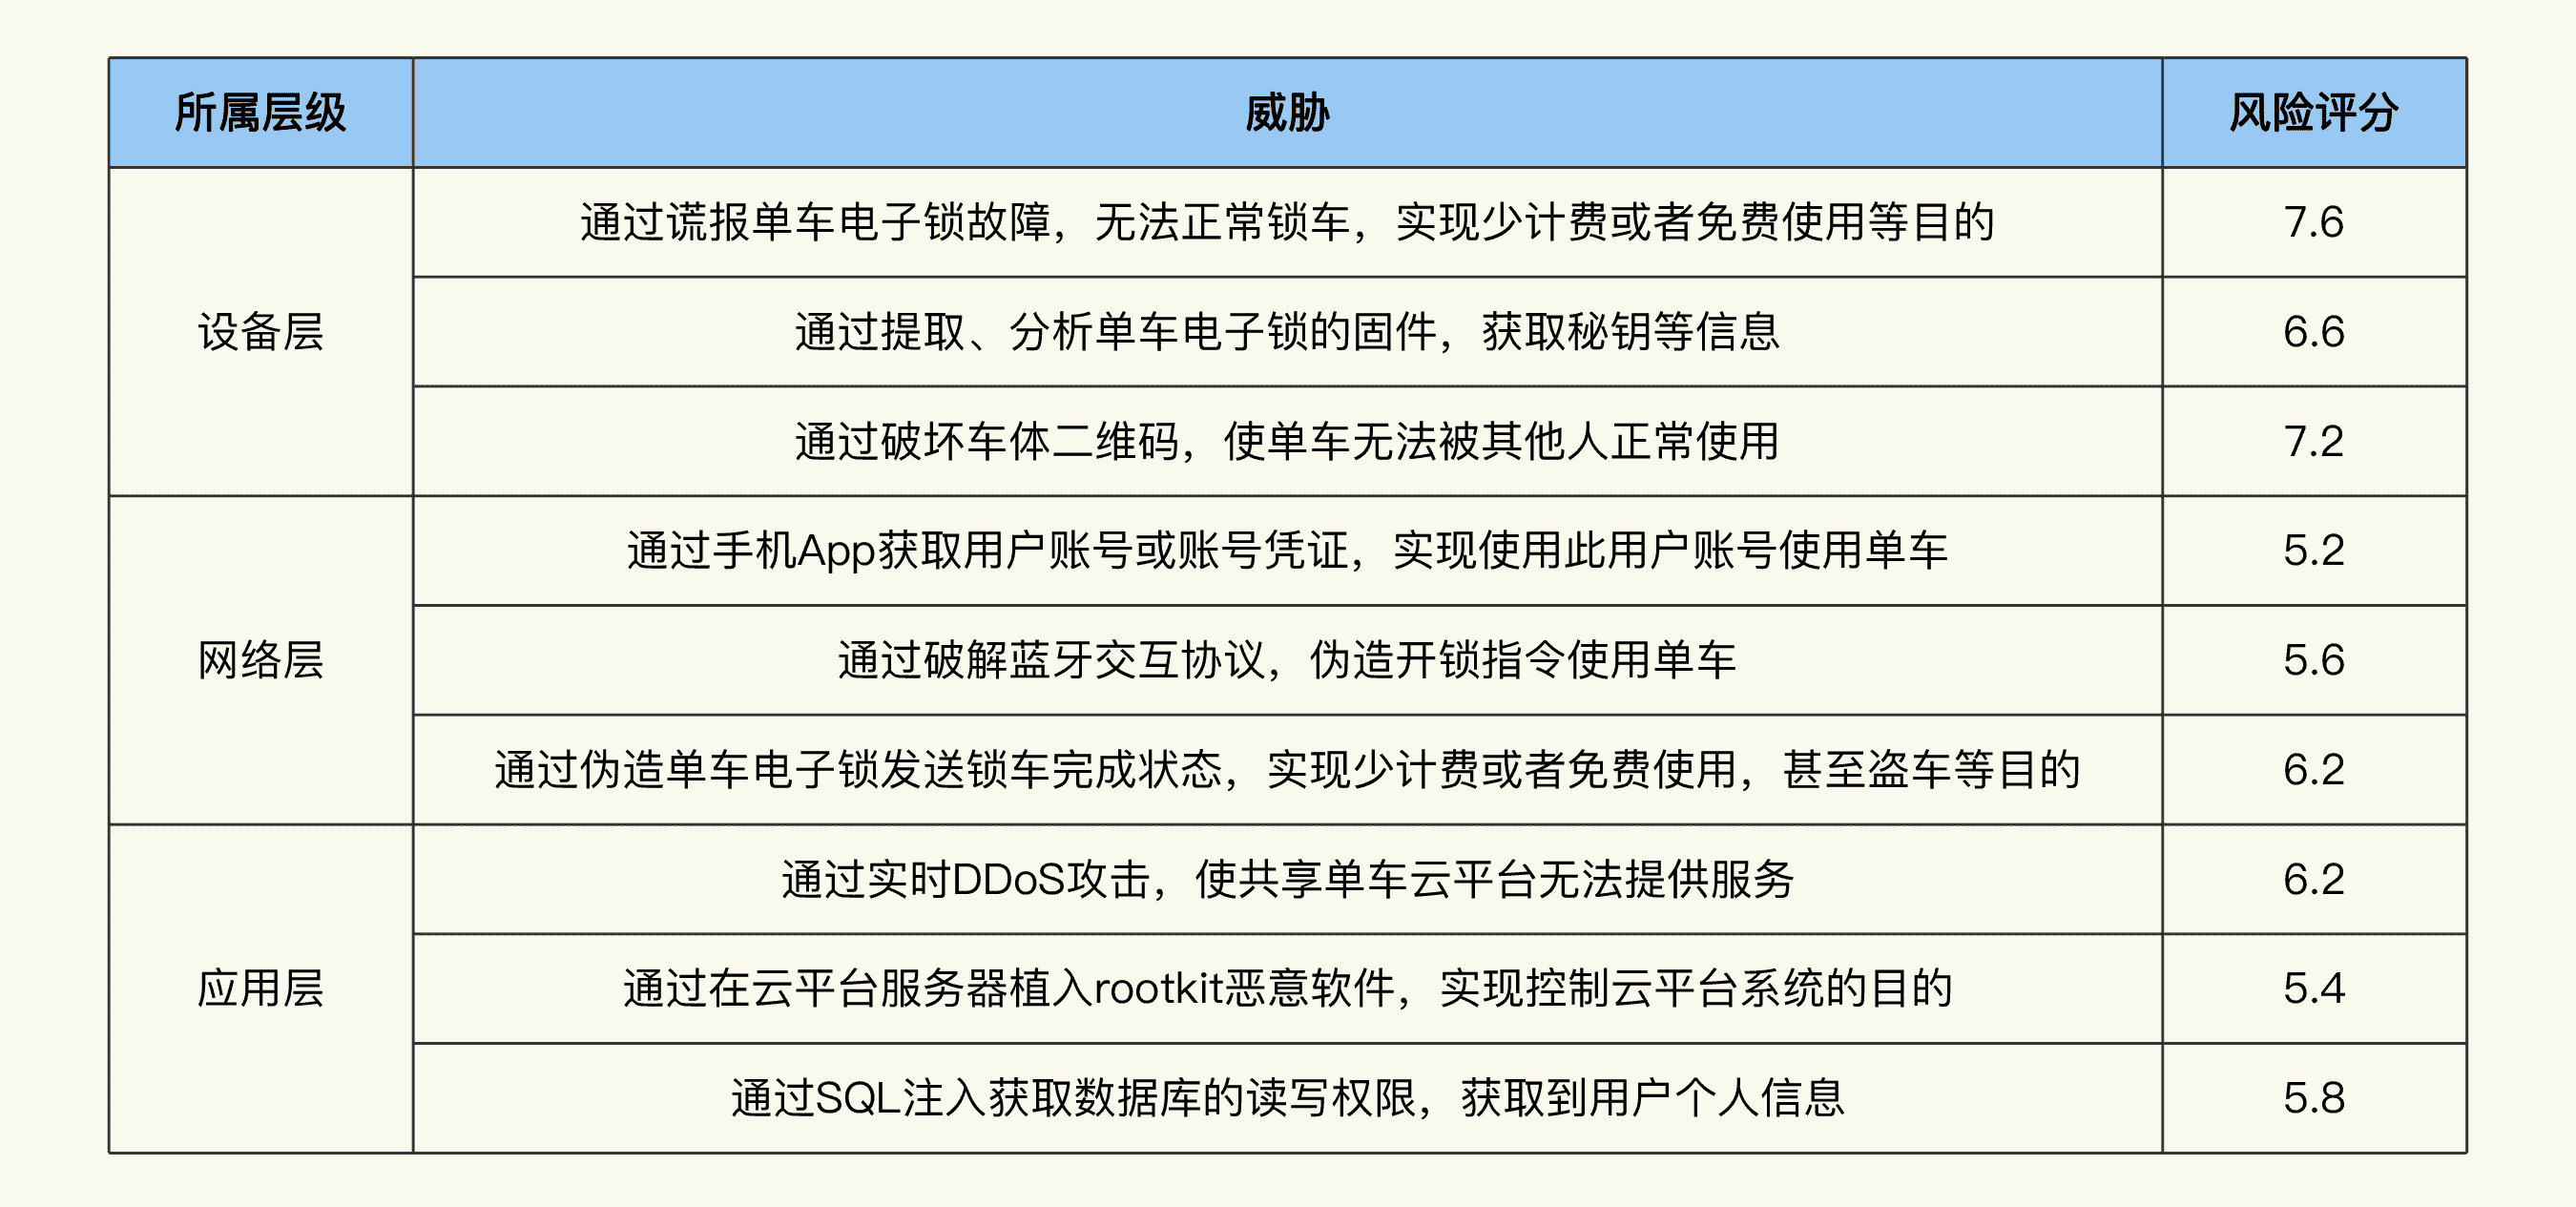 所属层级 威胁 风险评分
设备层
通过谎报单车电子锁故障，无法正常锁车，实现少计费或者免费使用等目的 7.6
通过提取、分析单车电子锁的固件，获取秘钥等信息 6.6
通过破坏车体二维码，使单车无法被其他人正常使用 7.2
网络层
通过手机App获取用户账号或账号凭证，实现使用此用户账号使用单车 5.2
通过破解蓝牙交互协议，伪造开锁指令使用单车 5.6
通过伪造单车电子锁发送锁车完成状态，实现少计费或者免费使用，甚至盗车等目的 6.2
应用层
通过实时DDoS攻击，使共享单车云平台无法提供服务 6.2
通过在云平台服务器植入rootkit恶意软件，实现控制云平台系统的目的 5.4
通过SQL注入获取数据库的读写权限，获取到用户个人信息 5.8